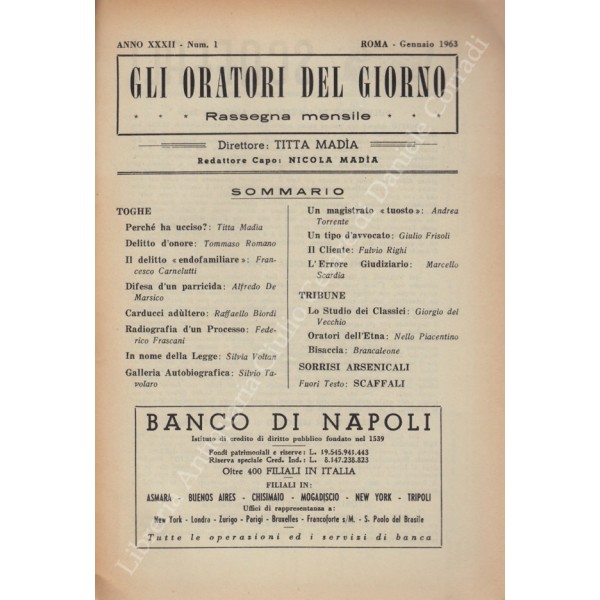 ANNO XXXII - Num. 1
ROMA - Gennaio 1963
GLI ORATORI DEL GIORNO
Rassegna mensile
Direttore: TITTA MADÌA
Redattore Capo: NICOLA MADÌA
SOMMARIO
TOGHE
Perché ha ucciso?: Titta Madia
Delitto d'onore: Tommaso Romano
Il delitto «endofamiliare»: Fran-
cesco Carnelutti
Difesa d'un parricida: Alfredo De
Marsico
Carducci adùltero: Raffaello Biordi
Radiografia d'un Processo: Fede-
rico Frascani
In nome della Legge: Silvia Voltan
Galleria Autobiografica: Silvio Ta-
volaro
Un magistrato «tuosto»: Andrea
Torrente
Un tipo d'avvocato: Giulio Frisoli
Il Cliente: Fulvio Righi
L'Errore Giudiziario: Marcello
Scardia
TRIBUNE
Lo Studio dei Classici: Giorgio del
Vecchio
Oratori dell'Etna: Nello Piacentino
Bisaccia: Brancaleone
SORRISI ARSENICALI
Fuori Testo: SCAFFALI
BANCO DI NAPOLI
Istituto di credito di diritto pubblico fondato nel 1539
Fondi patrimoniali e riserve: L. 19.545.941.443
Riserva speciale Cred. Ind.: L. 8.147.238.823
Oltre 400 FILIALI IN ITALIA
FILIALI IN:
ASMARA - BUENOS AIRES - CHISIMAIO - MOGADISCIO - NEW YORK - TRIPOLI
Uffici di rappresentanza a:
New York - Londra - Zurigo - Parigi - Bruxelles - Francoforte s/M. - S. Paolo del Brasile
Tutte le operazioni ed i servizi di banca